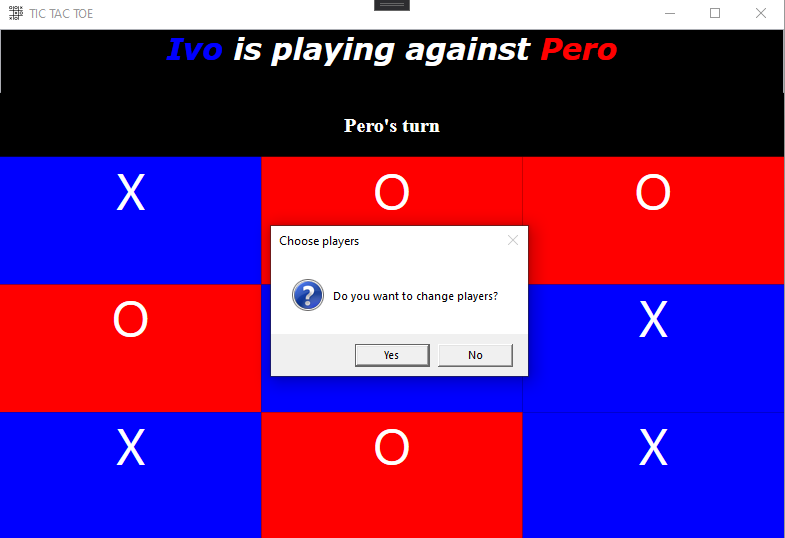 TIC TAC TOE
Ivo is playing against Pero
Pero's turn
X O O
Choose players
Do you want to change players?
Yes No
O X
X O X